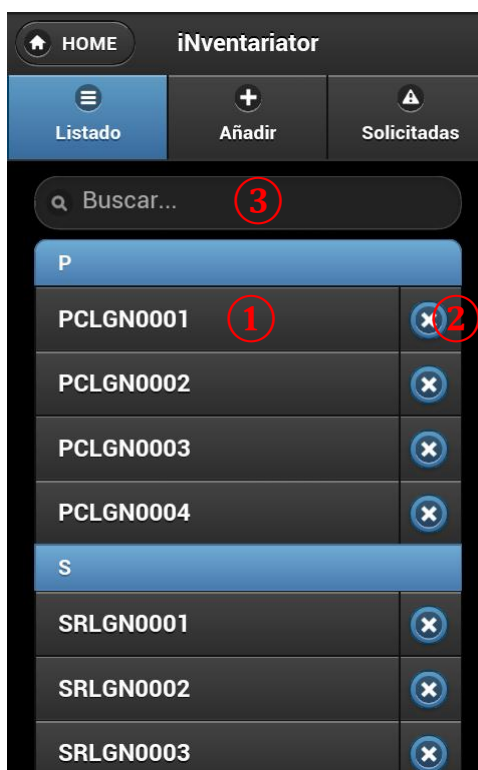 HOME iNventariator
Listado Añadir Solicitadas
Buscar... ③
P
PCLGN0001 ① ②
PCLGN0002
PCLGN0003
PCLGN0004
S
SRLGN0001
SRLGN0002
SRLGN0003